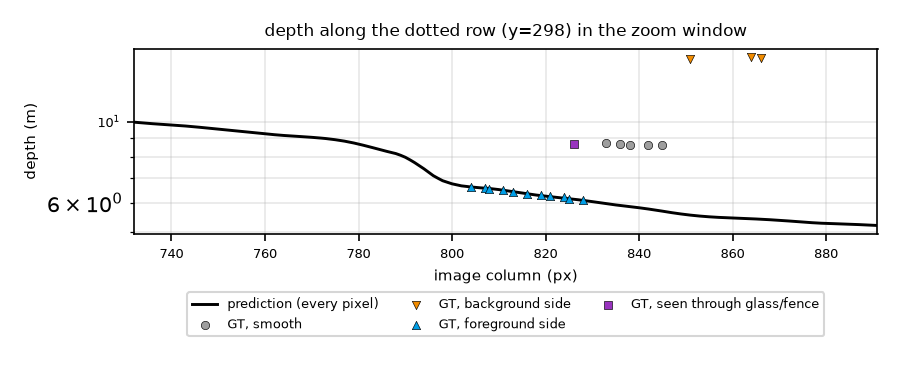 depth along the dotted row (y=298) in the zoom window
depth (m)
10¹
6 × 10⁰
740 760 780 800 820 840 860 880
image column (px)
prediction (every pixel)
GT, smooth
GT, background side
GT, foreground side
GT, seen through glass/fence